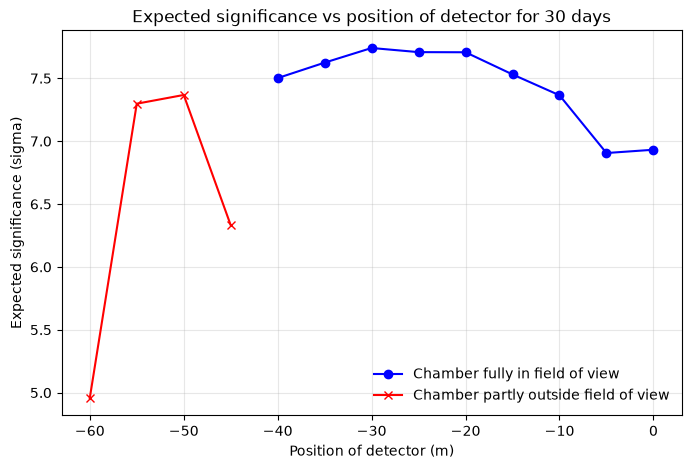 Expected significance vs position of detector for 30 days
Expected significance (sigma)
7.5
7.0
6.5
6.0
5.5
5.0
Chamber fully in field of view
Chamber partly outside field of view
−60 −50 −40 −30 −20 −10 0
Position of detector (m)